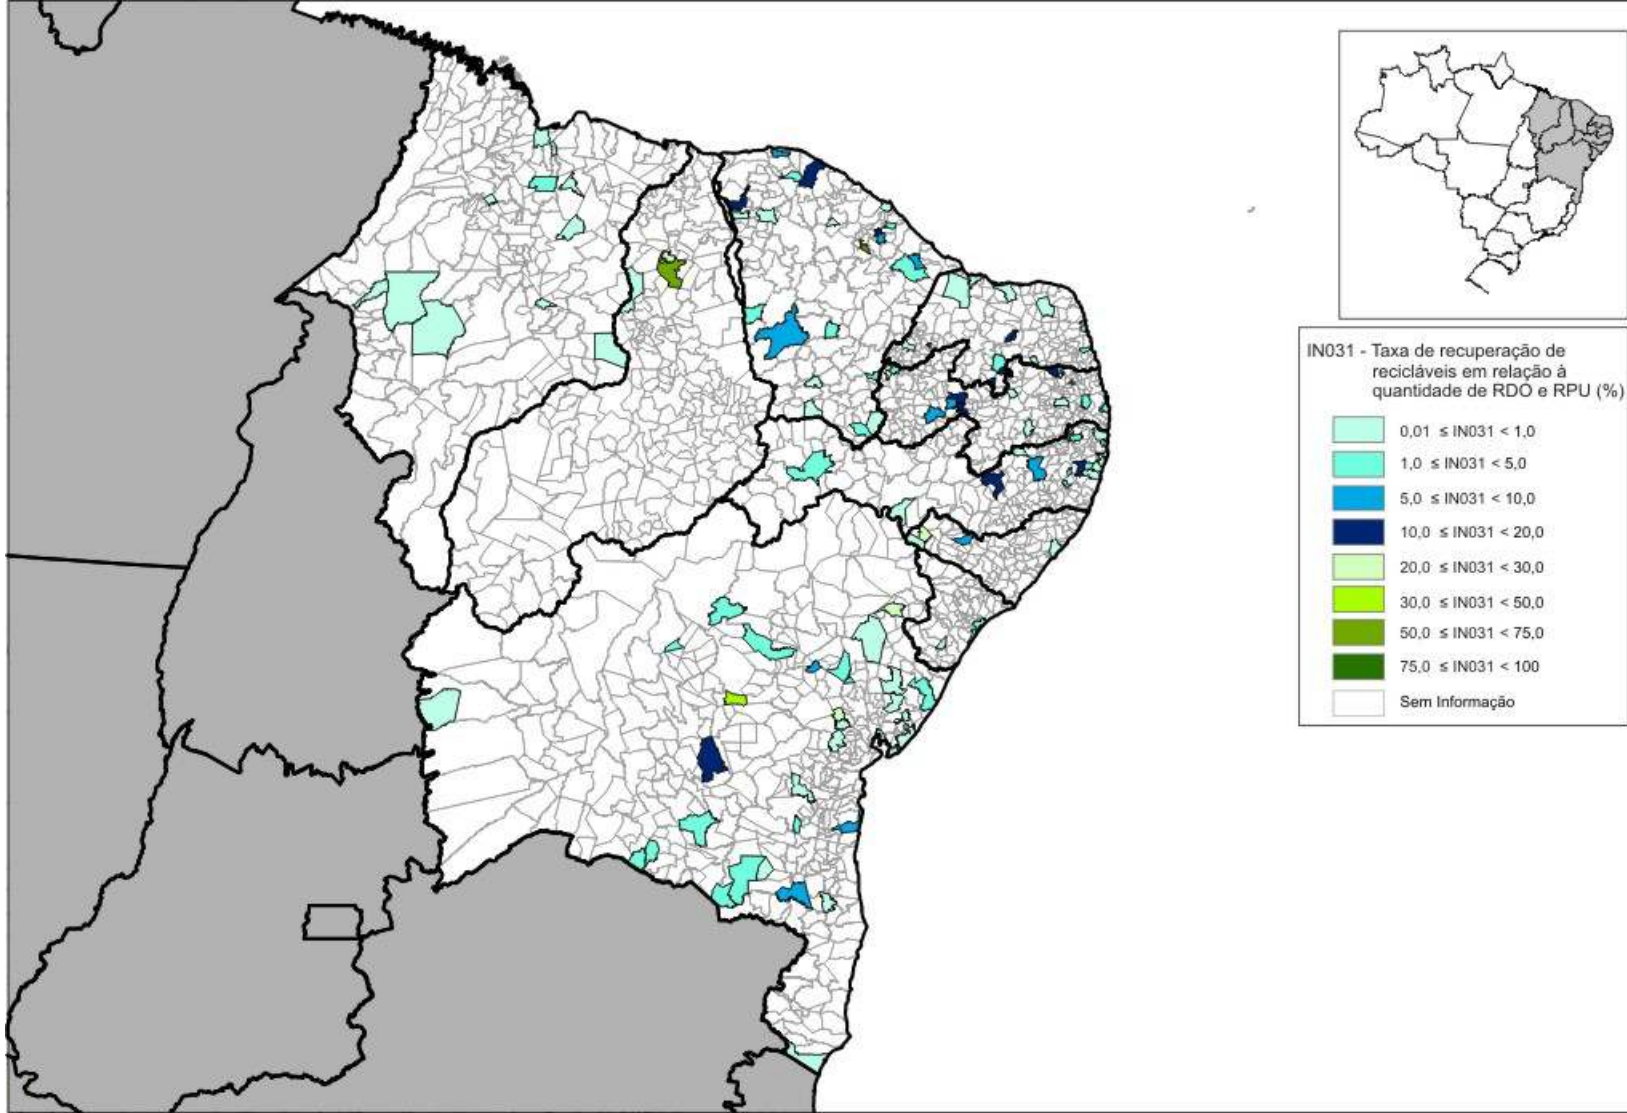 IN031 - Taxa de recuperação de
recicláveis em relação à
quantidade de RDO e RPU (%)
0,01 ≤ IN031 < 1,0
1,0 ≤ IN031 < 5,0
5,0 ≤ IN031 < 10,0
10,0 ≤ IN031 < 20,0
20,0 ≤ IN031 < 30,0
30,0 ≤ IN031 < 50,0
50,0 ≤ IN031 < 75,0
75,0 ≤ IN031 < 100
Sem Informação